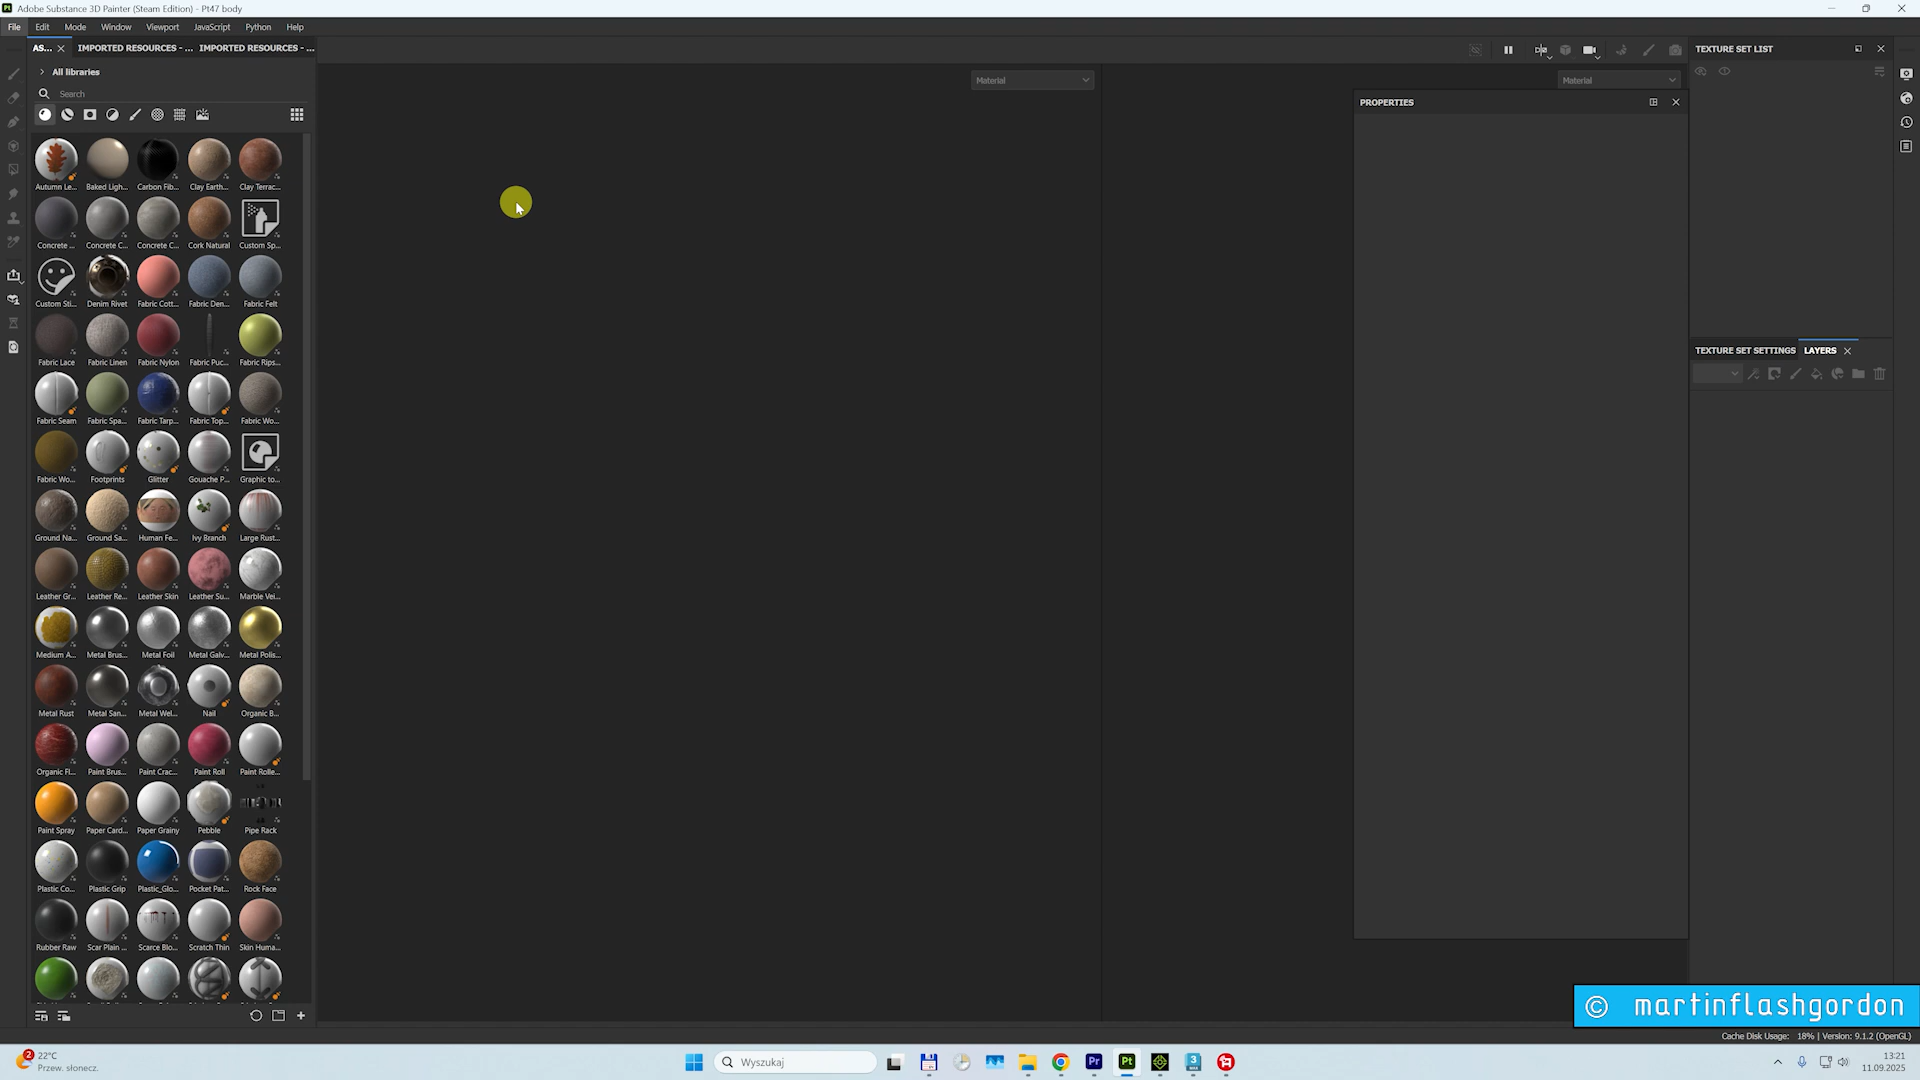 Adobe Substance 3D Painter (Steam Edition) - Pt47 body
File Edit Mode Window Viewport JavaScript Python Help
AS... IMPORTED RESOURCES - ... IMPORTED RESOURCES - ...
All libraries
Search
Autumn Le... Baked Ligh... Carbon Fib... Clay Earth... Clay Terrac...
Concrete ... Concrete C... Concrete C... Cork Natural Custom Sp...
Custom Sti... Denim Rivet Fabric Cott... Fabric Den... Fabric Felt
Fabric Lace Fabric Linen Fabric Nylon Fabric Puc... Fabric Rips...
Fabric Seam Fabric Spa... Fabric Tarp... Fabric Top... Fabric Wo...
Fabric Wo... Footprints Glitter Gouache P... Graphic to...
Ground Na... Ground Sa... Human Fe... Ivy Branch Large Rust...
Leather Gr... Leather Re... Leather Skin Leather Su... Marble Vei...
Medium A... Metal Brus... Metal Foil Metal Galv... Metal Polis...
Metal Rust Metal San... Metal Wel... Nail Organic B...
Organic Fl... Paint Brus... Paint Crac... Paint Roll Paint Rolle...
Paint Spray Paper Card... Paper Grainy Pebble Pipe Rack
Plastic Co... Plastic Grip Plastic_Glo... Pocket Pat... Rock Face
Rubber Raw Scar Plain ... Scarce Blo... Scratch Thin Skin Huma...
Material
Material
PROPERTIES
TEXTURE SET LIST
TEXTURE SET SETTINGS LAYERS
© martinflashgordon
Cache Disk Usage: 18% | Version: 9.1.2 (OpenGL)
2
22°C
Przew. słonecz.
Wyszukaj
Pr
Pt
3
13:21
11.09.2025